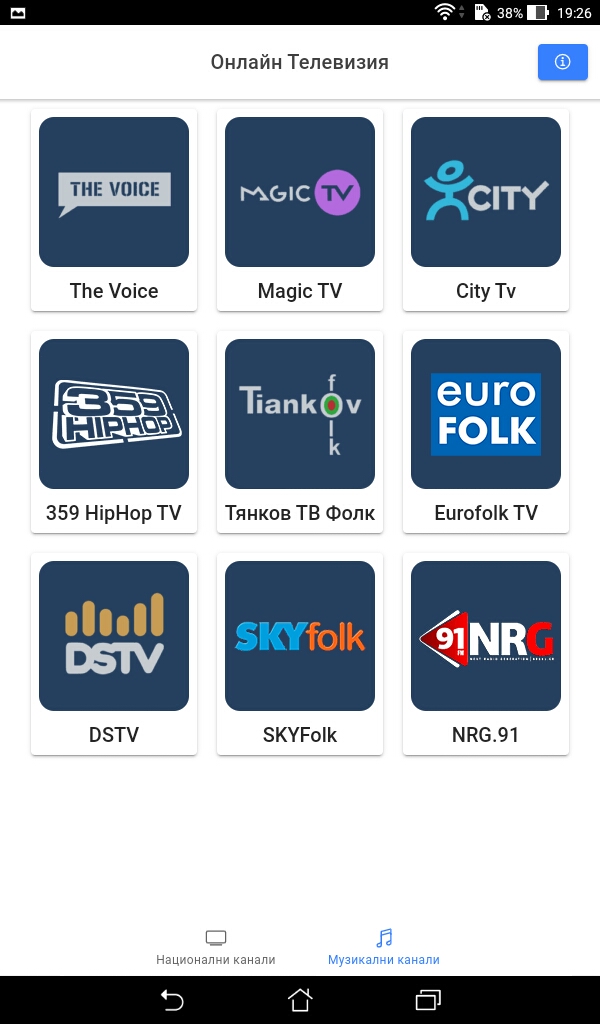 38% 19:26
Онлайн Телевизия
THE VOICE
MAGIC TV
CITY
The Voice
Magic TV
City Tv
359
HIPHOP
Tiankov
folk
euro
FOLK
359 HipHop TV
Тянков ТВ Фолк
Eurofolk TV
DSTV
SKYfolk
91 NRG
FM
DSTV
SKYFolk
NRG.91
Национални канали
Музикални канали